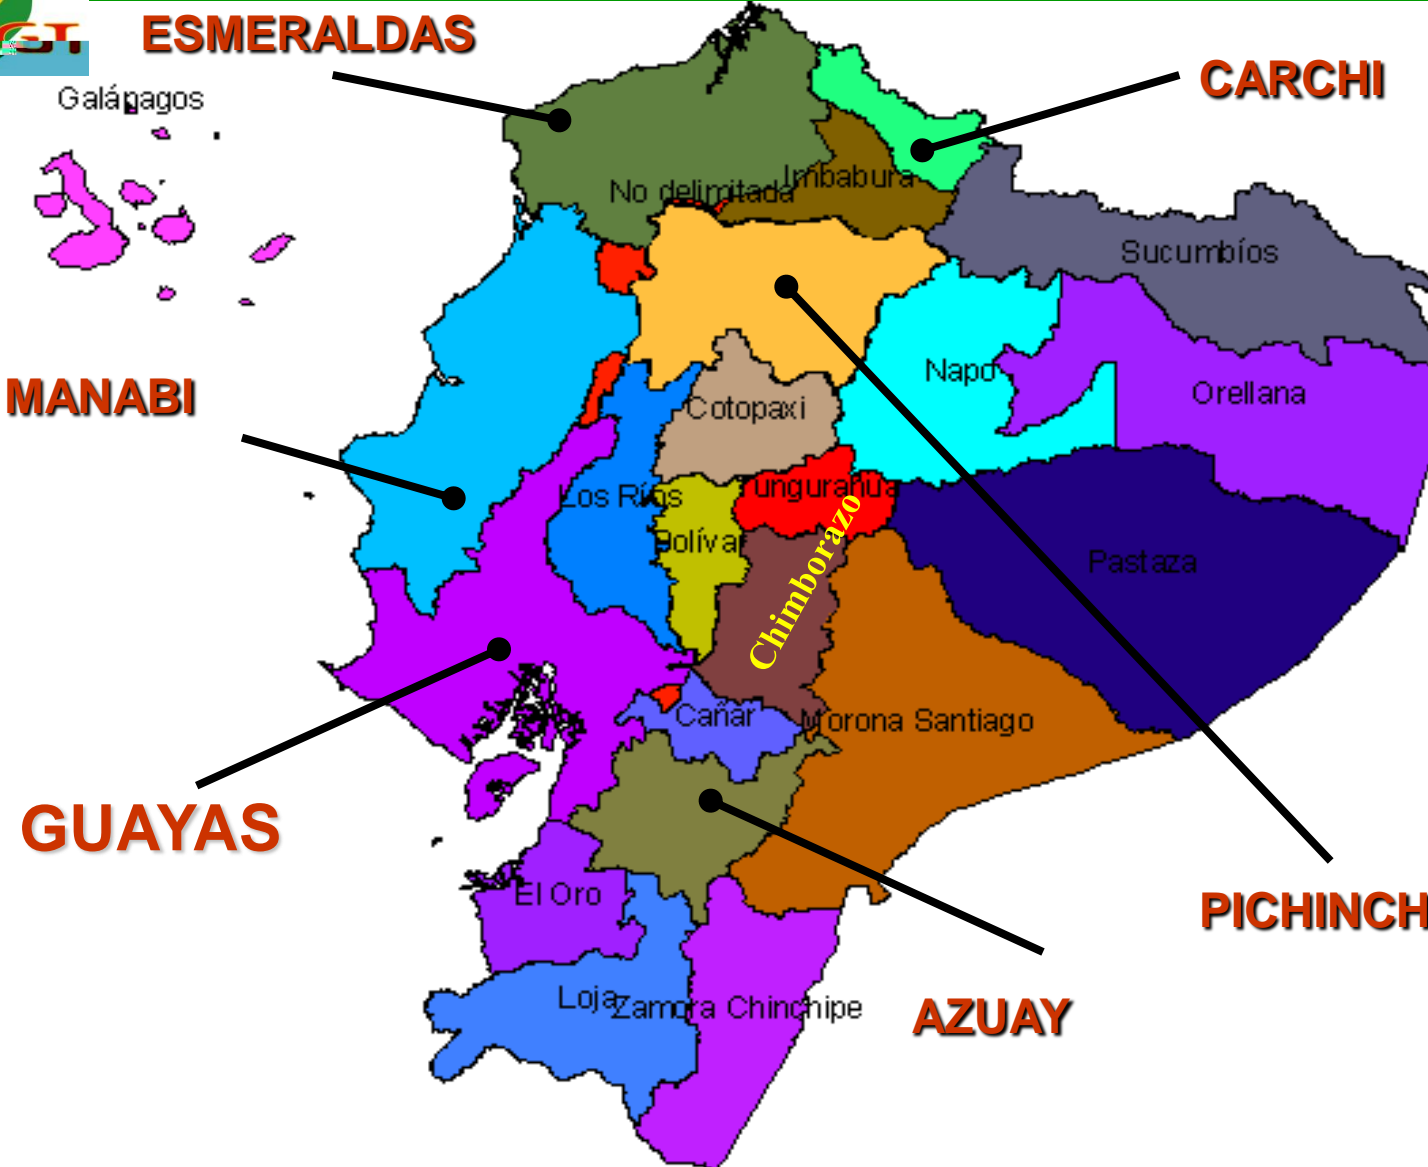 ESMERALDAS
CARCHI
Galápagos
Imbabura
No delimitada
Sucumbíos
MANABI
Napo
Orellana
Cotopaxi
Los Ríos
Tungurahua
Bolívar
Pastaza
Chimborazo
Cañar
Morona Santiago
GUAYAS
El Oro
PICHINCH
Loja
Zamora Chinchipe
AZUAY